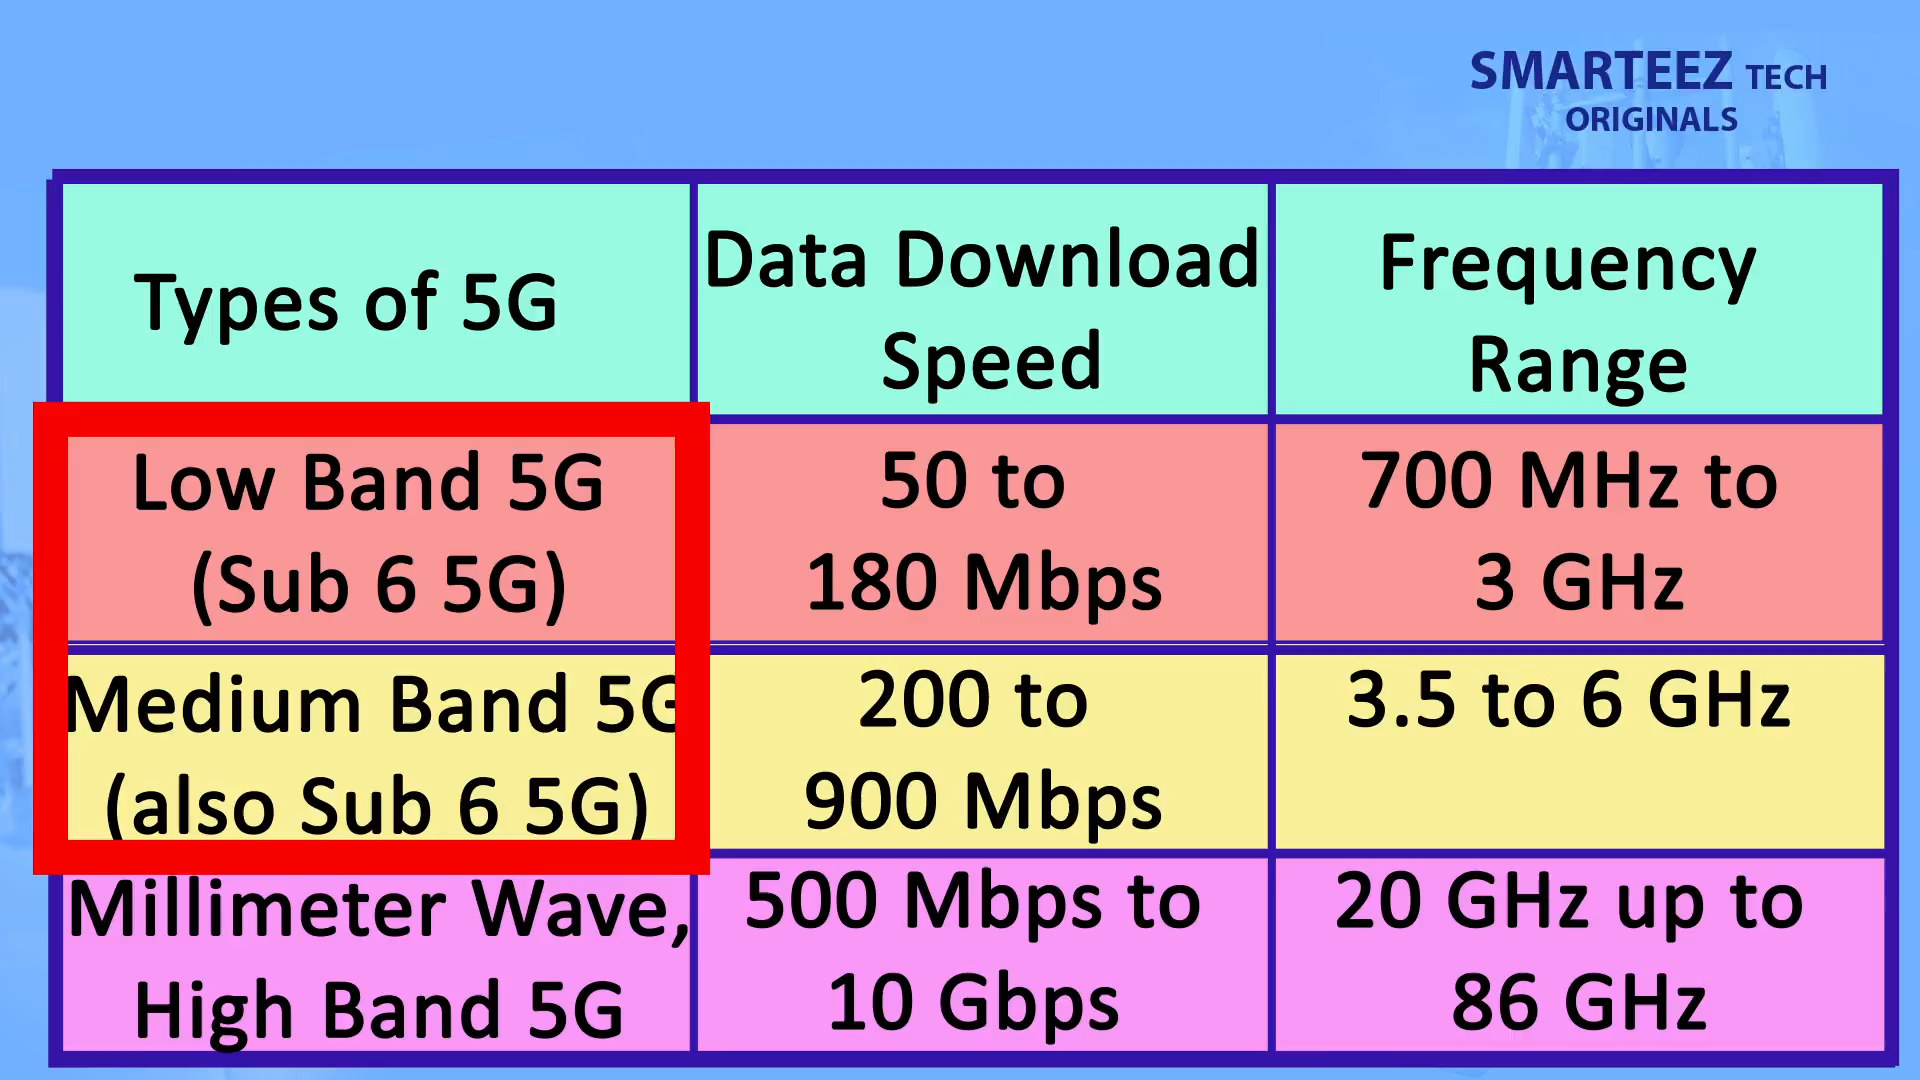 SMARTEEZ TECH
ORIGINALS
Types of 5G
Data Download
Speed
Frequency
Range
Low Band 5G
(Sub 6 5G)
50 to
180 Mbps
700 MHz to
3 GHz
Medium Band 5G
(also Sub 6 5G)
200 to
900 Mbps
3.5 to 6 GHz
Millimeter Wave,
High Band 5G
500 Mbps to
10 Gbps
20 GHz up to
86 GHz